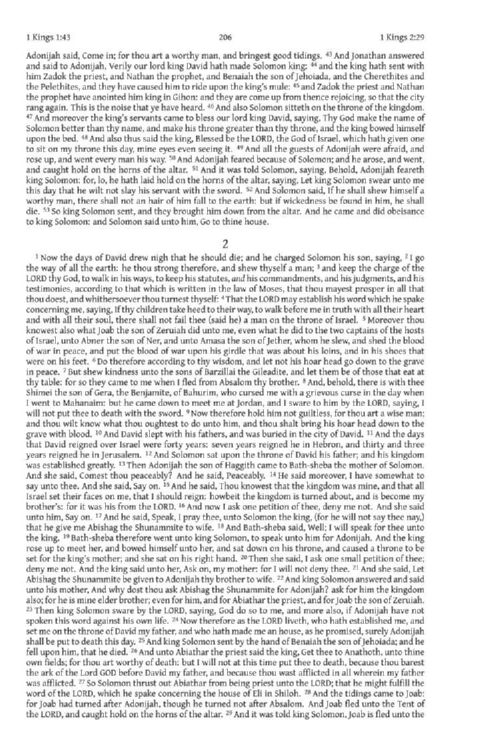 1 Kings 1:43 206 1 Kings 2:29
Adonijah said, Come in; for thou art a worthy man, and bringest good tidings. 43 And Jonathan answered
and said to Adonijah, Verily our lord king David hath made Solomon king: 44 and the king hath sent with
him Zadok the priest, and Nathan the prophet, and Benaiah the son of Jehoiada, and the Cherethites and
the Pelethites, and they have caused him to ride upon the king's mule: 45 and Zadok the priest and Nathan
the prophet have anointed him king in Gihon: and they are come up from thence rejoicing, so that the city
rang again. This is the noise that ye have heard. 46 And also Solomon sitteth on the throne of the kingdom.
47 And moreover the king's servants came to bless our lord king David, saying, Thy God make the name of
Solomon better than thy name, and make his throne greater than thy throne, and the king bowed himself
upon the bed. 48 And also thus said the king, Blessed be the LORD, the God of Israel, which hath given one
to sit on my throne this day, mine eyes even seeing it. 49 And all the guests of Adonijah were afraid, and
rose up, and went every man his way. 50 And Adonijah feared because of Solomon; and he arose, and went,
and caught hold on the horns of the altar. 51 And it was told Solomon, saying, Behold, Adonijah feareth
king Solomon: for, lo, he hath laid hold on the horns of the altar, saying, Let king Solomon swear unto me
this day that he wilt not slay his servant with the sword. 52 And Solomon said, If he shall shew himself a
worthy man, there shall not an hair of him fall to the earth: but if wickedness be found in him, he shall
die. 53 So king Solomon sent, and they brought him down from the altar. And he came and did obeisance
to king Solomon: and Solomon said unto him, Go to thine house.
2
1 Now the days of David drew nigh that he should die; and he charged Solomon his son, saying, 2 I go
the way of all the earth: be thou strong therefore, and shew thyself a man; 3 and keep the charge of the
LORD thy God, to walk in his ways, to keep his statutes, and his commandments, and his judgments, and his
testimonies, according to that which is written in the law of Moses, that thou mayest prosper in all that
thou doest, and whithersoever thou turnest thyself: 4 That the LORD may establish his word which he spake
concerning me, saying, If thy children take heed to their way, to walk before me in truth with all their heart
and with all their soul, there shall not fail thee (said he) a man on the throne of Israel. 5 Moreover thou
knowest also what Joab the son of Zeruiah did unto me, even what he did to the two captains of the hosts
of Israel, unto Abner the son of Ner, and unto Amasa the son of Jether, whom he slew, and shed the blood
of war in peace, and put the blood of war upon his girdle that was about his loins, and in his shoes that
were on his feet. 6 Do therefore according to thy wisdom, and let not his hoar head go down to the grave
in peace. 7 But shew kindness unto the sons of Barzillai the Gileadite, and let them be of those that eat at
thy table: for so they came to me when I fled from Absalom thy brother. 8 And, behold, there is with thee
Shimei the son of Gera, the Benjamite, of Bahurim, who cursed me with a grievous curse in the day when
I went to Mahanaim: but he came down to meet me at Jordan, and I sware to him by the LORD, saying, I
will not put thee to death with the sword. 9 Now therefore hold him not guiltless, for thou art a wise man;
and thou wilt know what thou oughtest to do unto him, and thou shalt bring his hoar head down to the
grave with blood. 10 And David slept with his fathers, and was buried in the city of David. 11 And the days
that David reigned over Israel were forty years: seven years reigned he in Hebron, and thirty and three
years reigned he in Jerusalem. 12 And Solomon sat upon the throne of David his father; and his kingdom
was established greatly. 13 Then Adonijah the son of Haggith came to Bath-sheba the mother of Solomon.
And she said, Comest thou peaceably? And he said, Peaceably. 14 He said moreover, I have somewhat to
say unto thee. And she said, Say on. 15 And he said, Thou knowest that the kingdom was mine, and that all
Israel set their faces on me, that I should reign: howbeit the kingdom is turned about, and is become my
brother's: for it was his from the LORD. 16 And now I ask one petition of thee, deny me not. And she said
unto him, Say on. 17 And he said, Speak, I pray thee, unto Solomon the king, (for he will not say thee nay,)
that he give me Abishag the Shunammite to wife. 18 And Bath-sheba said, Well; I will speak for thee unto
the king. 19 Bath-sheba therefore went unto king Solomon, to speak unto him for Adonijah. And the king
rose up to meet her, and bowed himself unto her, and sat down on his throne, and caused a throne to be
set for the king's mother; and she sat on his right hand. 20 Then she said, I ask one small petition of thee;
deny me not. And the king said unto her, Ask on, my mother: for I will not deny thee. 21 And she said, Let
Abishag the Shunammite be given to Adonijah thy brother to wife. 22 And king Solomon answered and said
unto his mother, And why dost thou ask Abishag the Shunammite for Adonijah? ask for him the kingdom
also; for he is mine elder brother; even for him, and for Abiathar the priest, and for Joab the son of Zeruiah.
23 Then king Solomon sware by the LORD, saying, God do so to me, and more also, if Adonijah have not
spoken this word against his own life. 24 Now therefore as the LORD liveth, who hath established me, and
set me on the throne of David my father, and who hath made me an house, as he promised, surely Adonijah
shall be put to death this day. 25 And king Solomon sent by the hand of Benaiah the son of Jehoiada; and he
fell upon him, that he died. 26 And unto Abiathar the priest said the king, Get thee to Anathoth, unto thine
own fields; for thou art worthy of death: but I will not at this time put thee to death, because thou barest
the ark of the Lord GOD before David my father, and because thou wast afflicted in all wherein my father
was afflicted. 27 So Solomon thrust out Abiathar from being priest unto the LORD; that he might fulfill the
word of the LORD, which he spake concerning the house of Eli in Shiloh. 28 And the tidings came to Joab:
for Joab had turned after Adonijah, though he turned not after Absalom. And Joab fled unto the Tent of
the LORD, and caught hold on the horns of the altar. 29 And it was told king Solomon, Joab is fled unto the